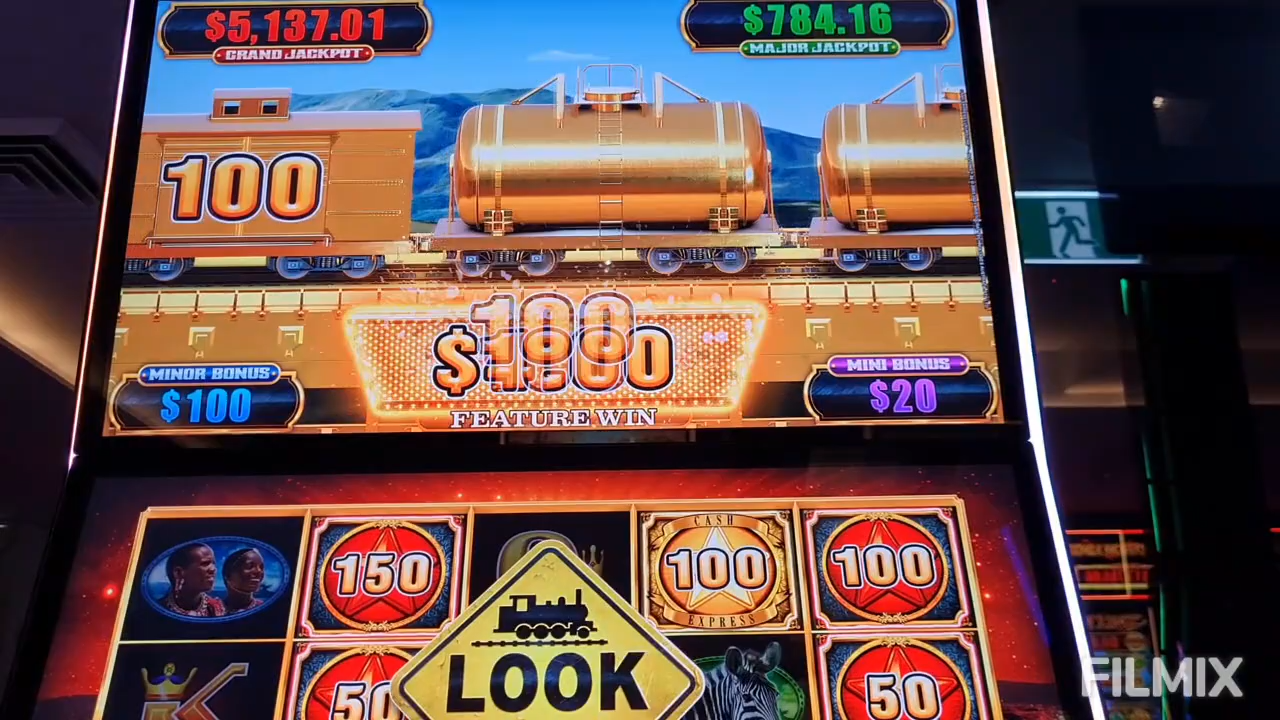 $5,137.01
GRAND JACKPOT
$784.16
MAJOR JACKPOT
100
MINOR BONUS
$100
FEATURE WIN
MINI BONUS
$20
150
CASH
100
EXPRESS
100
K
50
LOOK
50
FILMIX